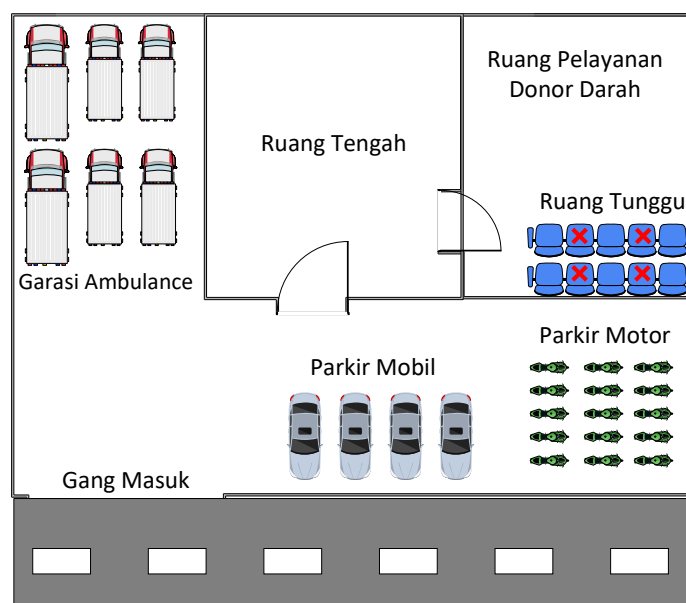 Ruang Pelayanan
Donor Darah
Ruang Tengah
Ruang Tunggu
Garasi Ambulance
Parkir Motor
Parkir Mobil
Gang Masuk